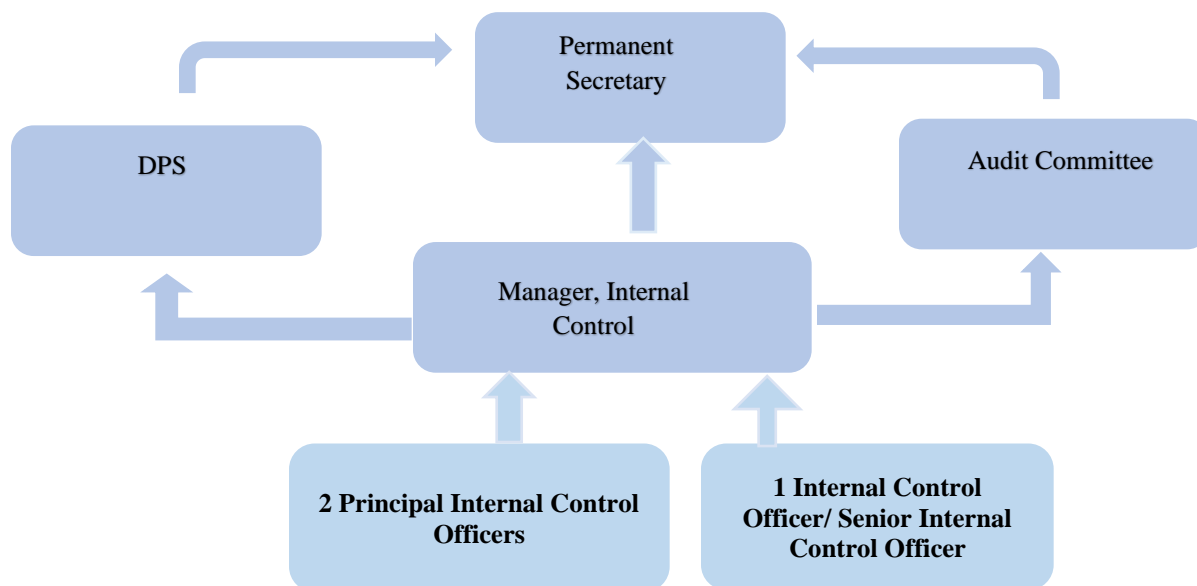 Permanent
Secretary
DPS
Audit Committee
Manager, Internal
Control
2 Principal Internal Control
Officers
1 Internal Control
Officer/ Senior Internal
Control Officer